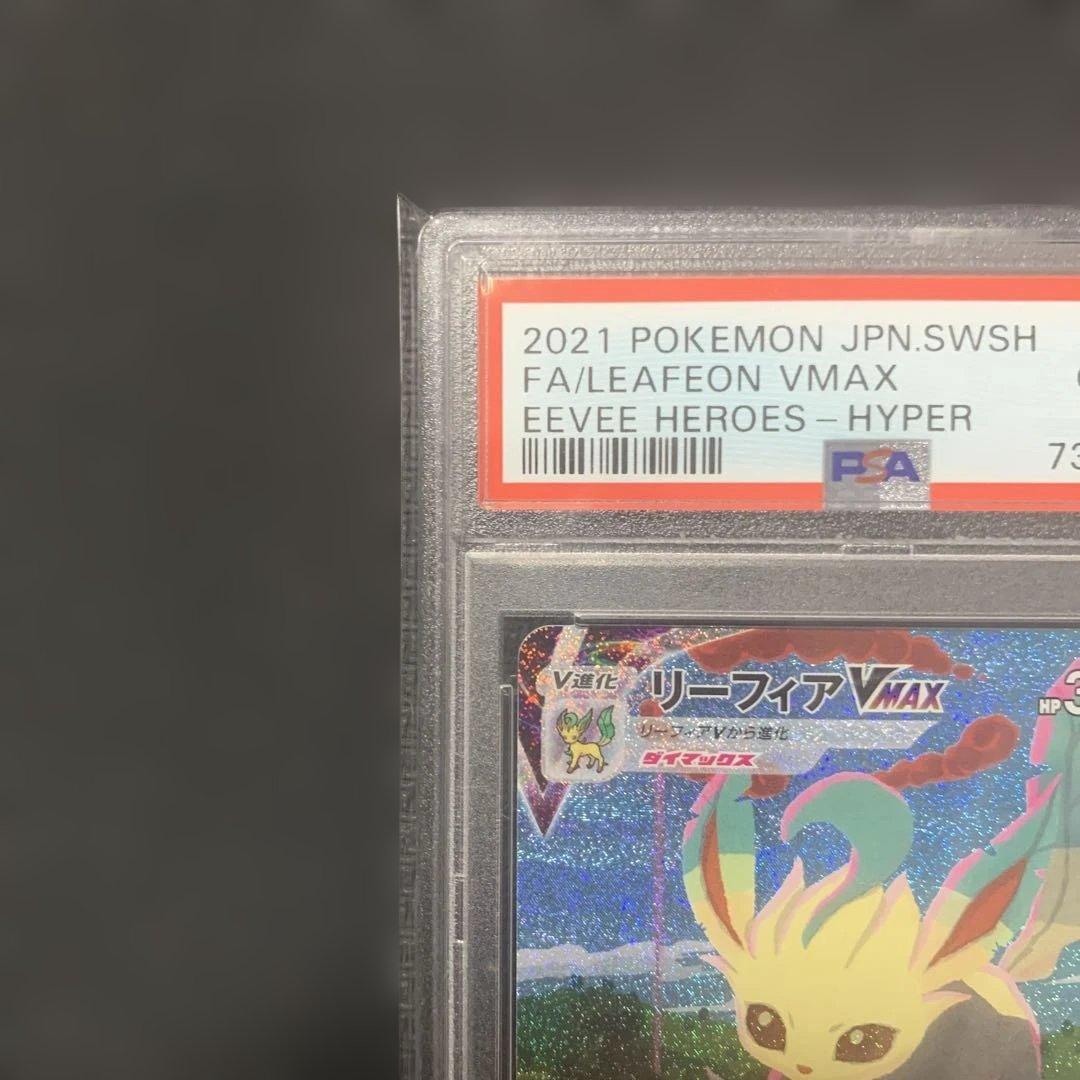 2021 POKEMON JPN.SWSH
FA/LEAFEON VMAX
EEVEE HEROES – HYPER
73
PSA
V進化
リーフィアVMAX
HP 3
リーフィアVから進化
ダイマックス